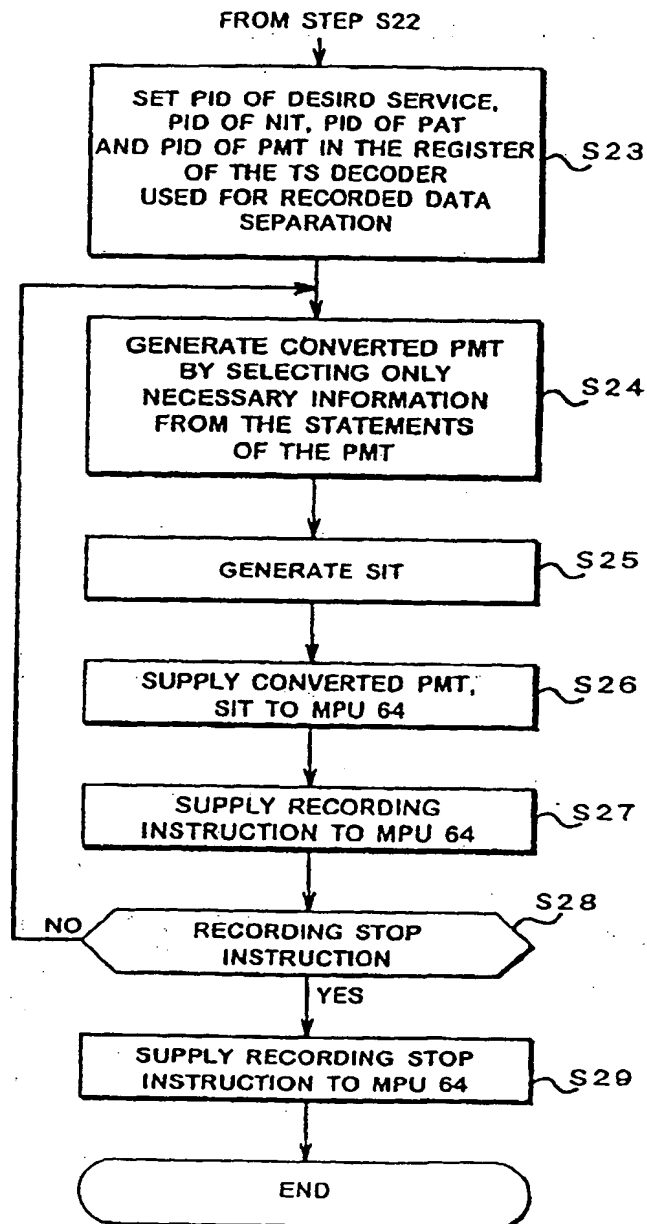 FROM STEP S22
SET PID OF DESIRD SERVICE,
PID OF NIT, PID OF PAT
AND PID OF PMT IN THE REGISTER
OF THE TS DECODER
USED FOR RECORDED DATA
SEPARATION
S23
GENERATE CONVERTED PMT
BY SELECTING ONLY
NECESSARY INFORMATION
FROM THE STATEMENTS
OF THE PMT
S24
GENERATE SIT
S25
SUPPLY CONVERTED PMT,
SIT TO MPU 64
S26
SUPPLY RECORDING
INSTRUCTION TO MPU 64
S27
S28
NO
RECORDING STOP
INSTRUCTION
YES
SUPPLY RECORDING STOP
INSTRUCTION TO MPU 64
S29
END